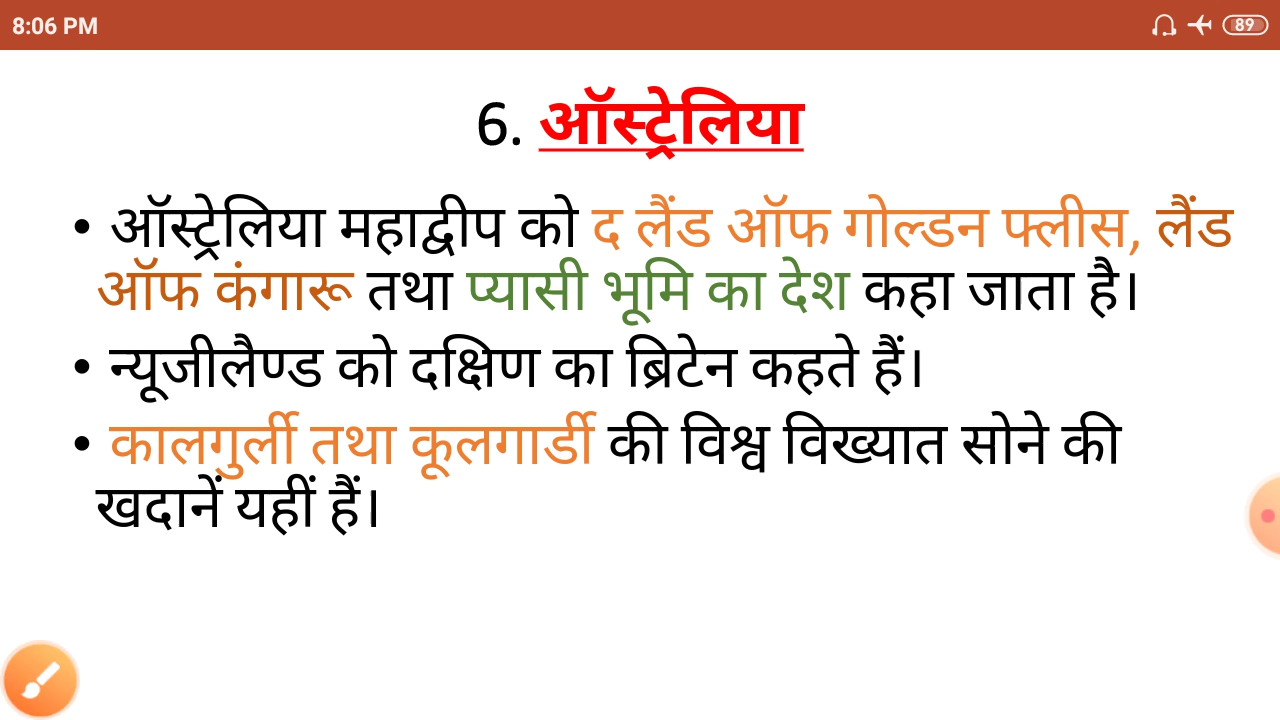 8:06 PM 89
6. ऑस्ट्रेलिया
• ऑस्ट्रेलिया महाद्वीप को द लैंड ऑफ गोल्डन फ्लीस, लैंड
ऑफ कंगारू तथा प्यासी भूमि का देश कहा जाता है।
• न्यूजीलैण्ड को दक्षिण का ब्रिटेन कहते हैं।
• कालगुर्ली तथा कूलगार्डी की विश्व विख्यात सोने की
खदानें यहीं हैं।